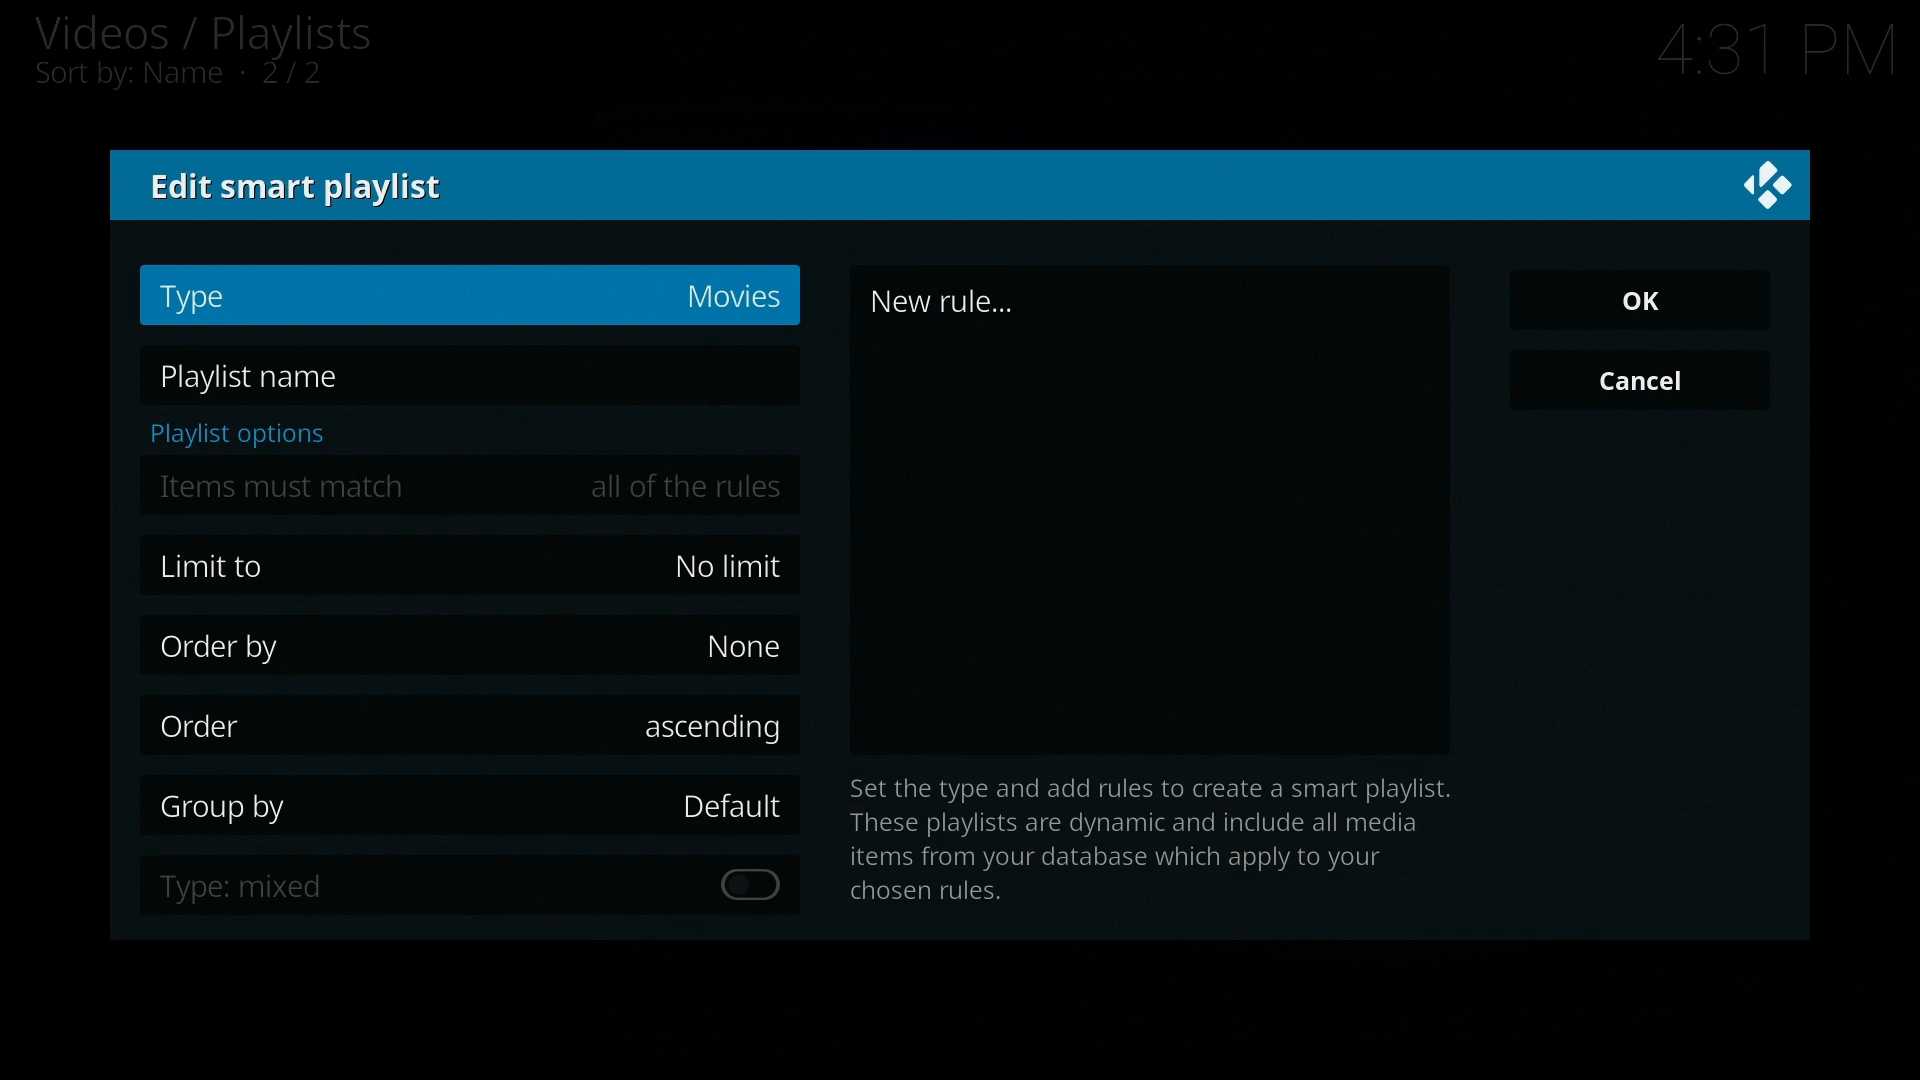 Videos / Playlists
Sort by: Name · 2 / 2
4:31 PM
Edit smart playlist
Type Movies
Playlist name
Playlist options
Items must match all of the rules
Limit to No limit
Order by None
Order ascending
Group by Default
Type: mixed
New rule...
Set the type and add rules to create a smart playlist.
These playlists are dynamic and include all media
items from your database which apply to your
chosen rules.
OK
Cancel